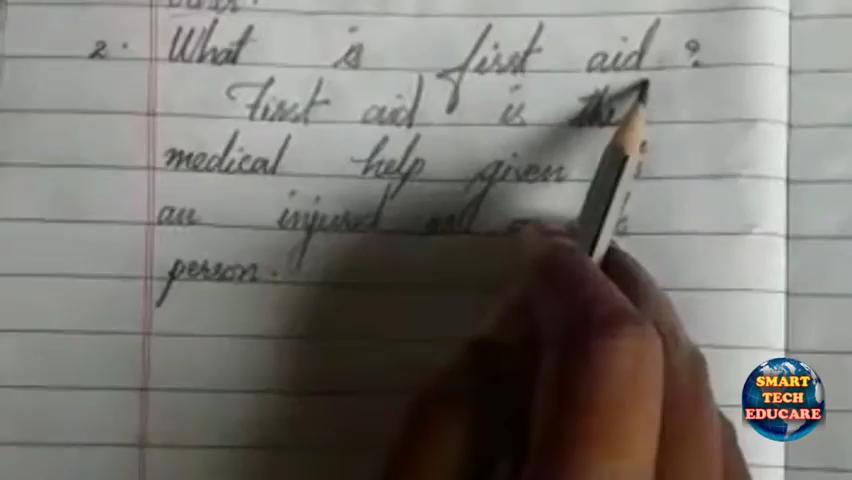 2. What is first aid ?
First aid is the
medical help given
an injured
person.
SMART
TECH
EDUCARE